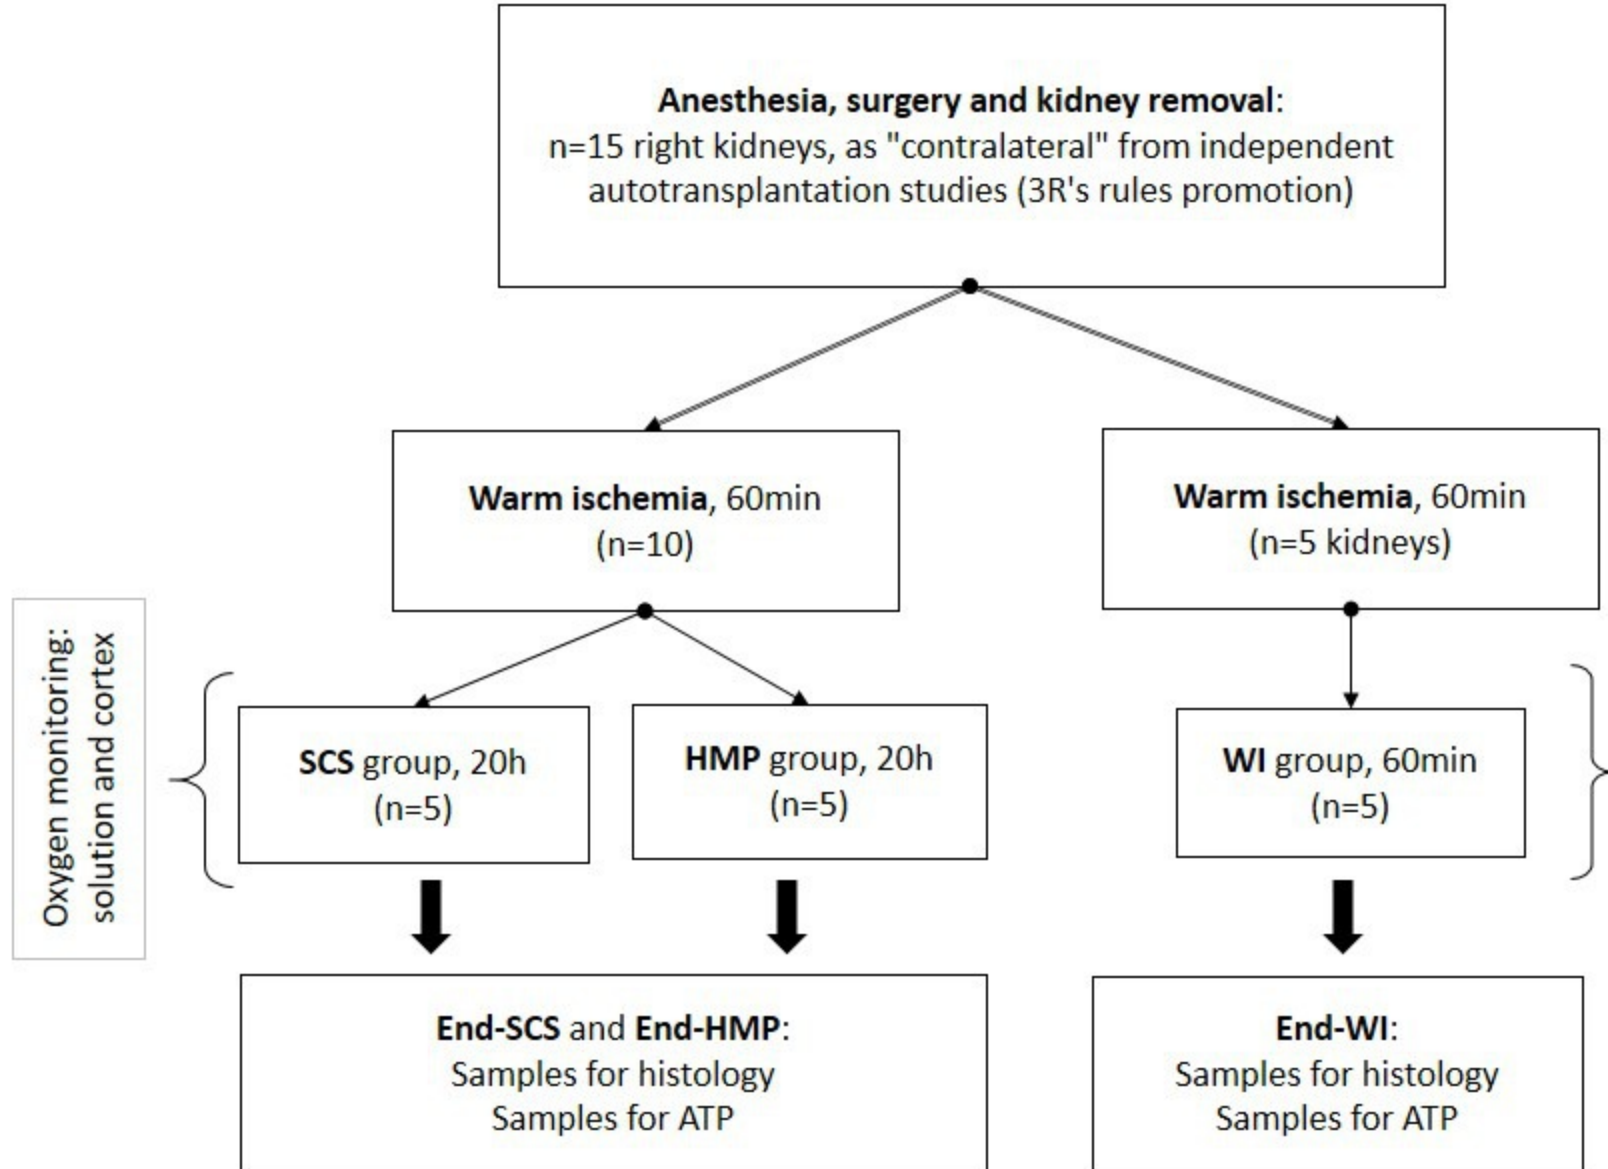 Anesthesia, surgery and kidney removal:
n=15 right kidneys, as "contralateral" from independent
autotransplantation studies (3R's rules promotion)
Warm ischemia, 60min
(n=10)
Warm ischemia, 60min
(n=5 kidneys)
Oxygen monitoring:
solution and cortex
SCS group, 20h
(n=5)
HMP group, 20h
(n=5)
WI group, 60min
(n=5)
End-SCS and End-HMP:
Samples for histology
Samples for ATP
End-WI:
Samples for histology
Samples for ATP